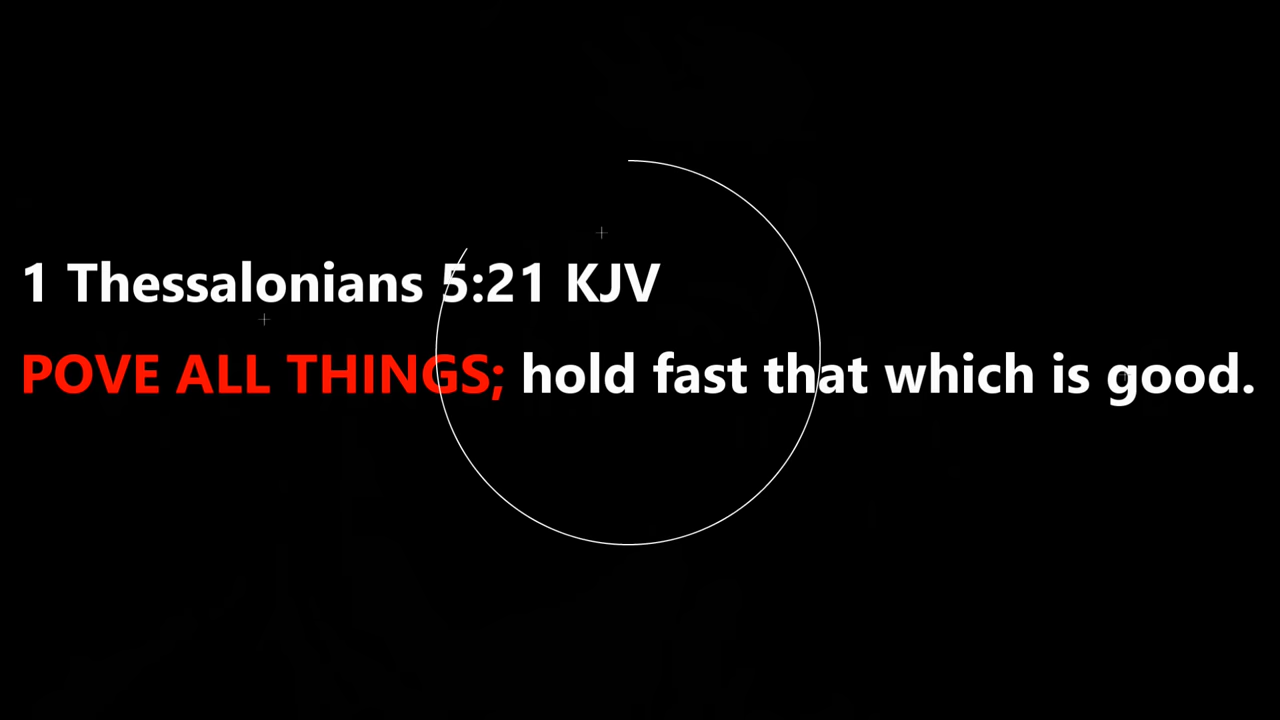 1 Thessalonians 5:21 KJV
POVE ALL THINGS; hold fast that which is good.